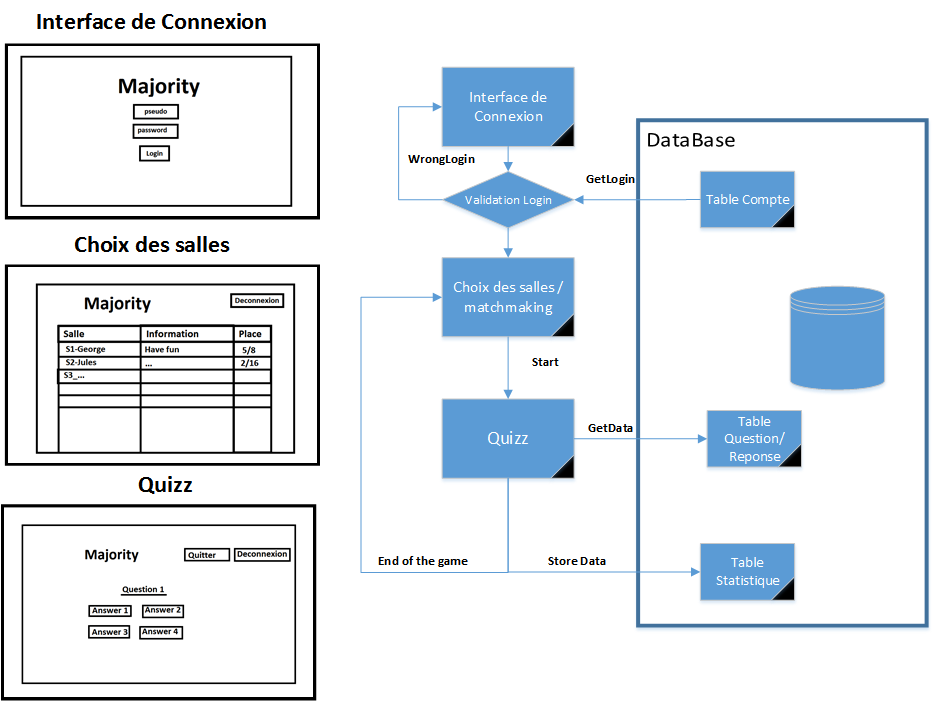 Interface de Connexion
Majority
pseudo
password
Login
Choix des salles
Majority
Deconnexion
Salle Information Place
S1-George Have fun 5/8
S2-Jules ... 2/16
S3_...
Quizz
Majority
Quitter Deconnexion
Question 1
Answer 1 Answer 2
Answer 3 Answer 4
Interface de
Connexion
WrongLogin
Validation Login
GetLogin
Choix des salles /
matchmaking
Start
Quizz
GetData
End of the game
Store Data
DataBase
Table Compte
Table
Question/
Reponse
Table
Statistique